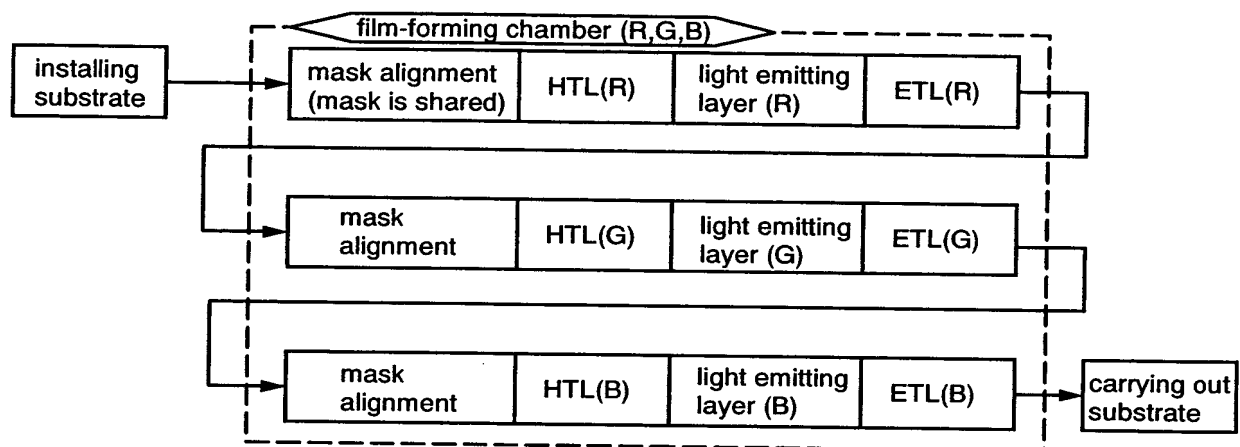 film-forming chamber (R,G,B)
installing
substrate
mask alignment
(mask is shared)
HTL(R)
light emitting
layer (R)
ETL(R)
mask
alignment
HTL(G)
light emitting
layer (G)
ETL(G)
mask
alignment
HTL(B)
light emitting
layer (B)
ETL(B)
carrying out
substrate